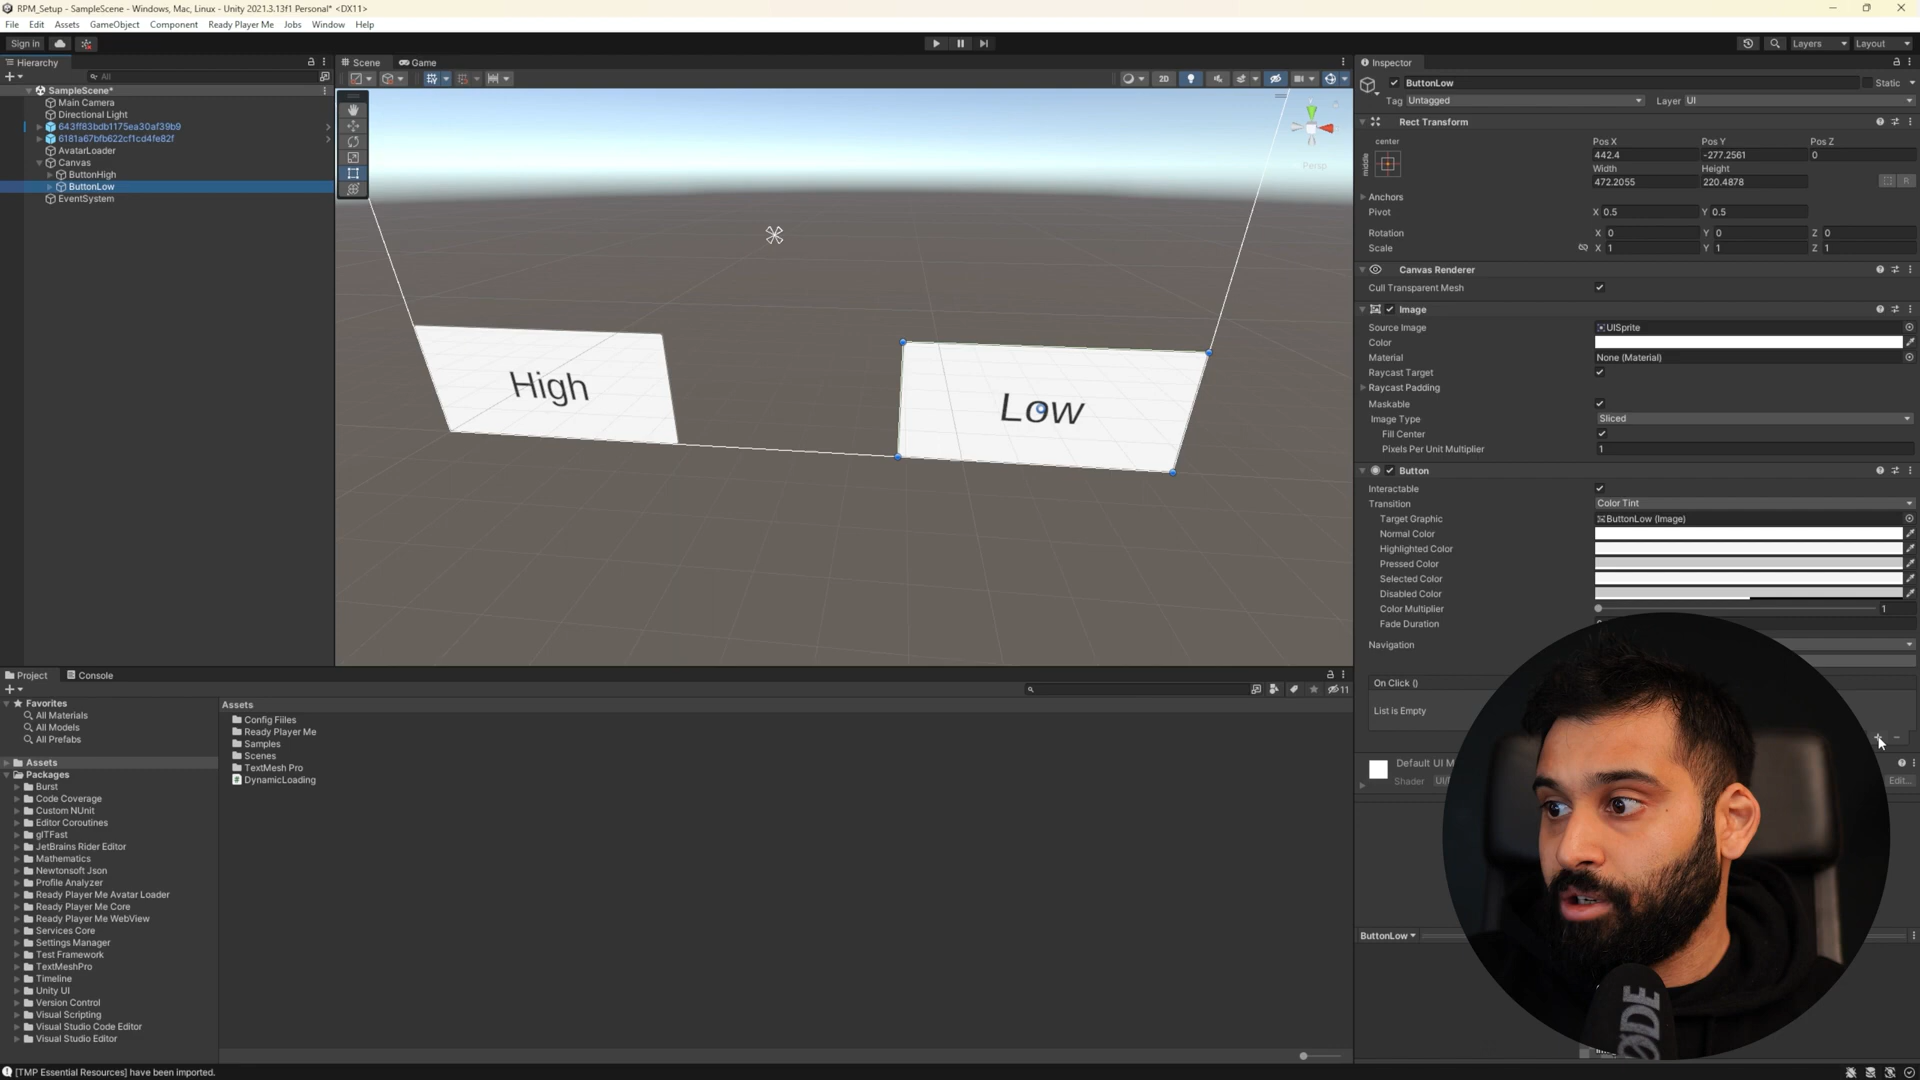 RPM_Setup - SampleScene - Windows, Mac, Linux - Unity 2021.3.13f1 Personal* <DX11>
File Edit Assets GameObject Component Ready Player Me Jobs Window Help
Sign in
Layers Layout
Hierarchy
All
SampleScene*
Main Camera
Directional Light
643ff83bdb1175ea30af39b9
6181a67bfb622cf1cd4fe82f
AvatarLoader
Canvas
ButtonHigh
ButtonLow
EventSystem
Scene Game
2D
Persp
High
Low
Inspector
ButtonLow Static
Tag Untagged Layer UI
Rect Transform
center
middle
Pos X Pos Y Pos Z
442.4 -277.2561 0
Width Height
472.2055 220.4878
R
Anchors
Pivot X 0.5 Y 0.5
Rotation X 0 Y 0 Z 0
Scale X 1 Y 1 Z 1
Canvas Renderer
Cull Transparent Mesh
Image
Source Image UISprite
Color
Material None (Material)
Raycast Target
Raycast Padding
Maskable
Image Type Sliced
Fill Center
Pixels Per Unit Multiplier 1
Button
Interactable
Transition Color Tint
Target Graphic ButtonLow (Image)
Normal Color
Highlighted Color
Pressed Color
Selected Color
Disabled Color
Color Multiplier 1
Fade Duration
Navigation
On Click ()
List is Empty
Default UI M
Shader UI/ Edit...
ButtonLow
Project Console
11
Favorites
All Materials
All Models
All Prefabs
Assets
Packages
Burst
Code Coverage
Custom NUnit
Editor Coroutines
glTFast
JetBrains Rider Editor
Mathematics
Newtonsoft Json
Profile Analyzer
Ready Player Me Avatar Loader
Ready Player Me Core
Ready Player Me WebView
Services Core
Settings Manager
Test Framework
TextMeshPro
Timeline
Unity UI
Version Control
Visual Scripting
Visual Studio Code Editor
Visual Studio Editor
Assets
Config Fiiles
Ready Player Me
Samples
Scenes
TextMesh Pro
DynamicLoading
[TMP Essential Resources] have been imported.